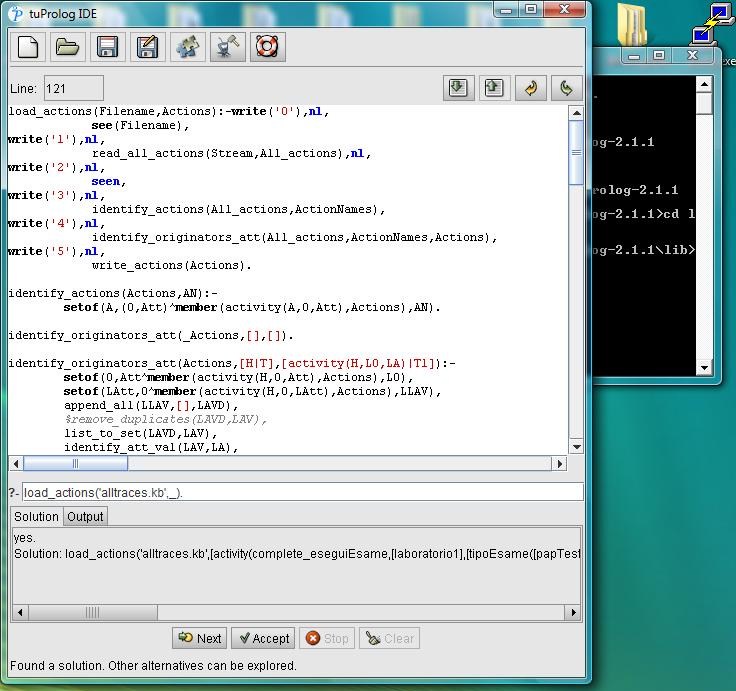 tuProlog IDE
Line: 121
load_actions(Filename,Actions):-write('0'),nl,
see(Filename),
write('1'),nl,
read_all_actions(Stream,All_actions),nl,
write('2'),nl,
seen,
write('3'),nl,
identify_actions(All_actions,ActionNames),
write('4'),nl,
identify_originators_att(All_actions,ActionNames,Actions),
write('5'),nl,
write_actions(Actions).
identify_actions(Actions,AN):-
setof(A,(O,Att)^member(activity(A,O,Att),Actions),AN).
identify_originators_att(_Actions,[],[]).
identify_originators_att(Actions,[H|T],[activity(H,LO,LA)|Tl]):-
setof(O,Att^member(activity(H,O,Att),Actions),LO),
setof(LAtt,O^member(activity(H,O,LAtt),Actions),LLAV),
append_all(LLAV,[],LAVD),
%remove_duplicates(LAVD,LAV),
list_to_set(LAVD,LAV),
identify_att_val(LAV,LA),
?- load_actions('alltraces.kb',_).
Solution Output
yes.
Solution: load_actions('alltraces.kb',[activity(complete_eseguiEsame,[laboratorio1],[tipoEsame([papTest
Next Accept Stop Clear
Found a solution. Other alternatives can be explored.
og-2.1.1
rolog-2.1.1
og-2.1.1>cd l
og-2.1.1\lib>
exe